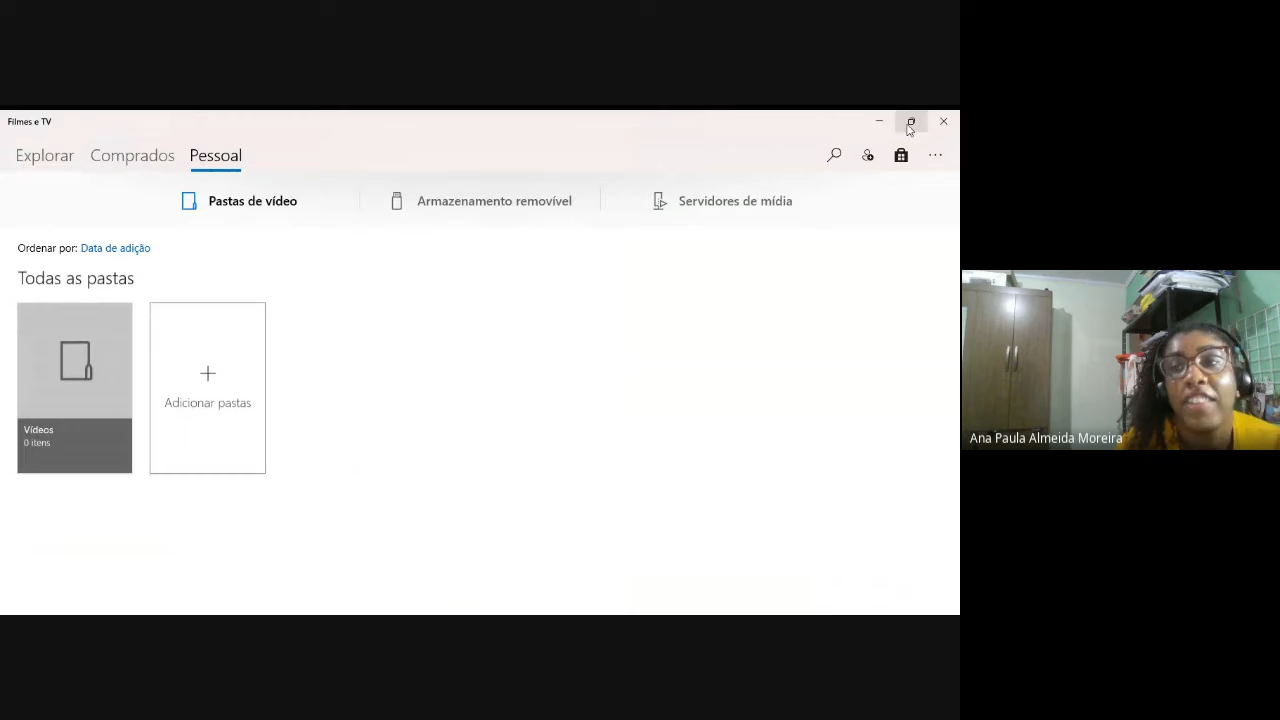 Filmes e TV
Explorar Comprados Pessoal
Pastas de vídeo Armazenamento removível Servidores de mídia
Ordenar por: Data de adição
Todas as pastas
Adicionar pastas
Vídeos
0 itens
Ana Paula Almeida Moreira